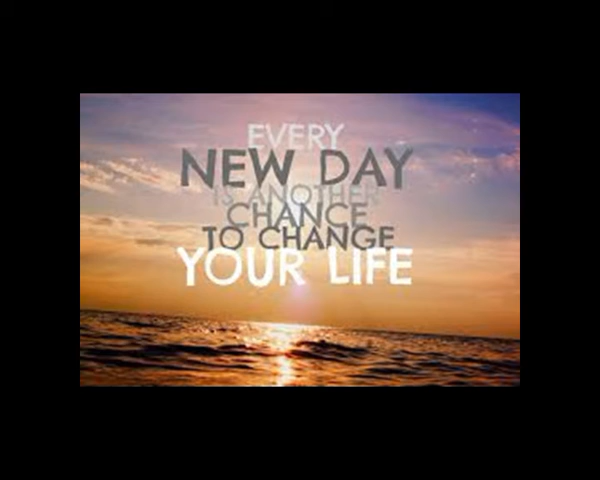 EVERY
NEW DAY
IS ANOTHER
CHANCE
TO CHANGE
YOUR LIFE